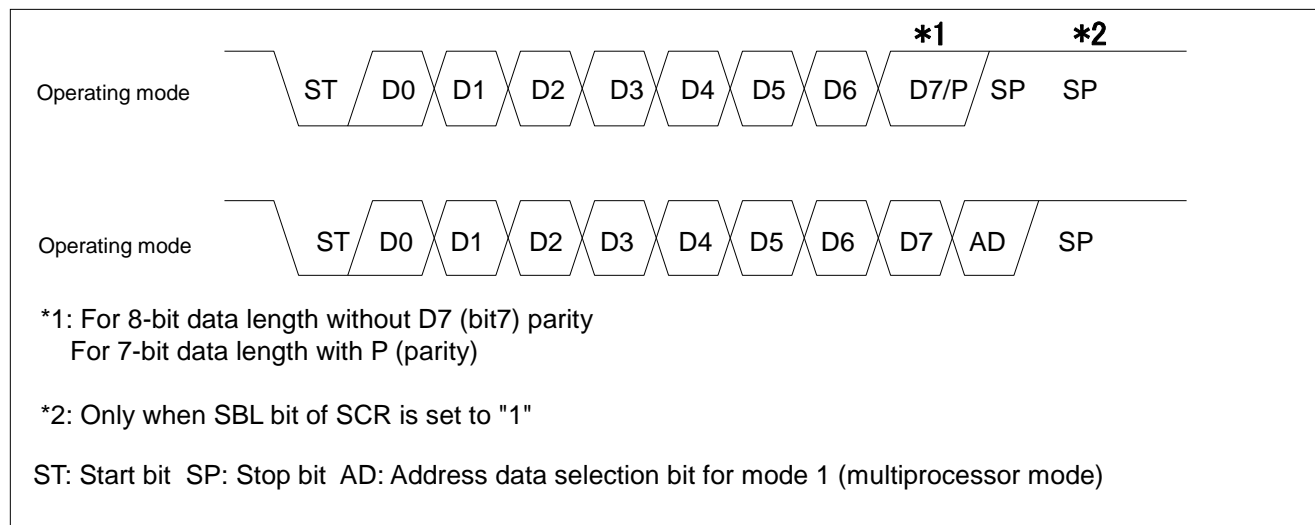 *1 *2
Operating mode ST D0 D1 D2 D3 D4 D5 D6 D7/P SP SP
Operating mode ST D0 D1 D2 D3 D4 D5 D6 D7 AD SP
*1: For 8-bit data length without D7 (bit7) parity
For 7-bit data length with P (parity)
*2: Only when SBL bit of SCR is set to "1"
ST: Start bit SP: Stop bit AD: Address data selection bit for mode 1 (multiprocessor mode)